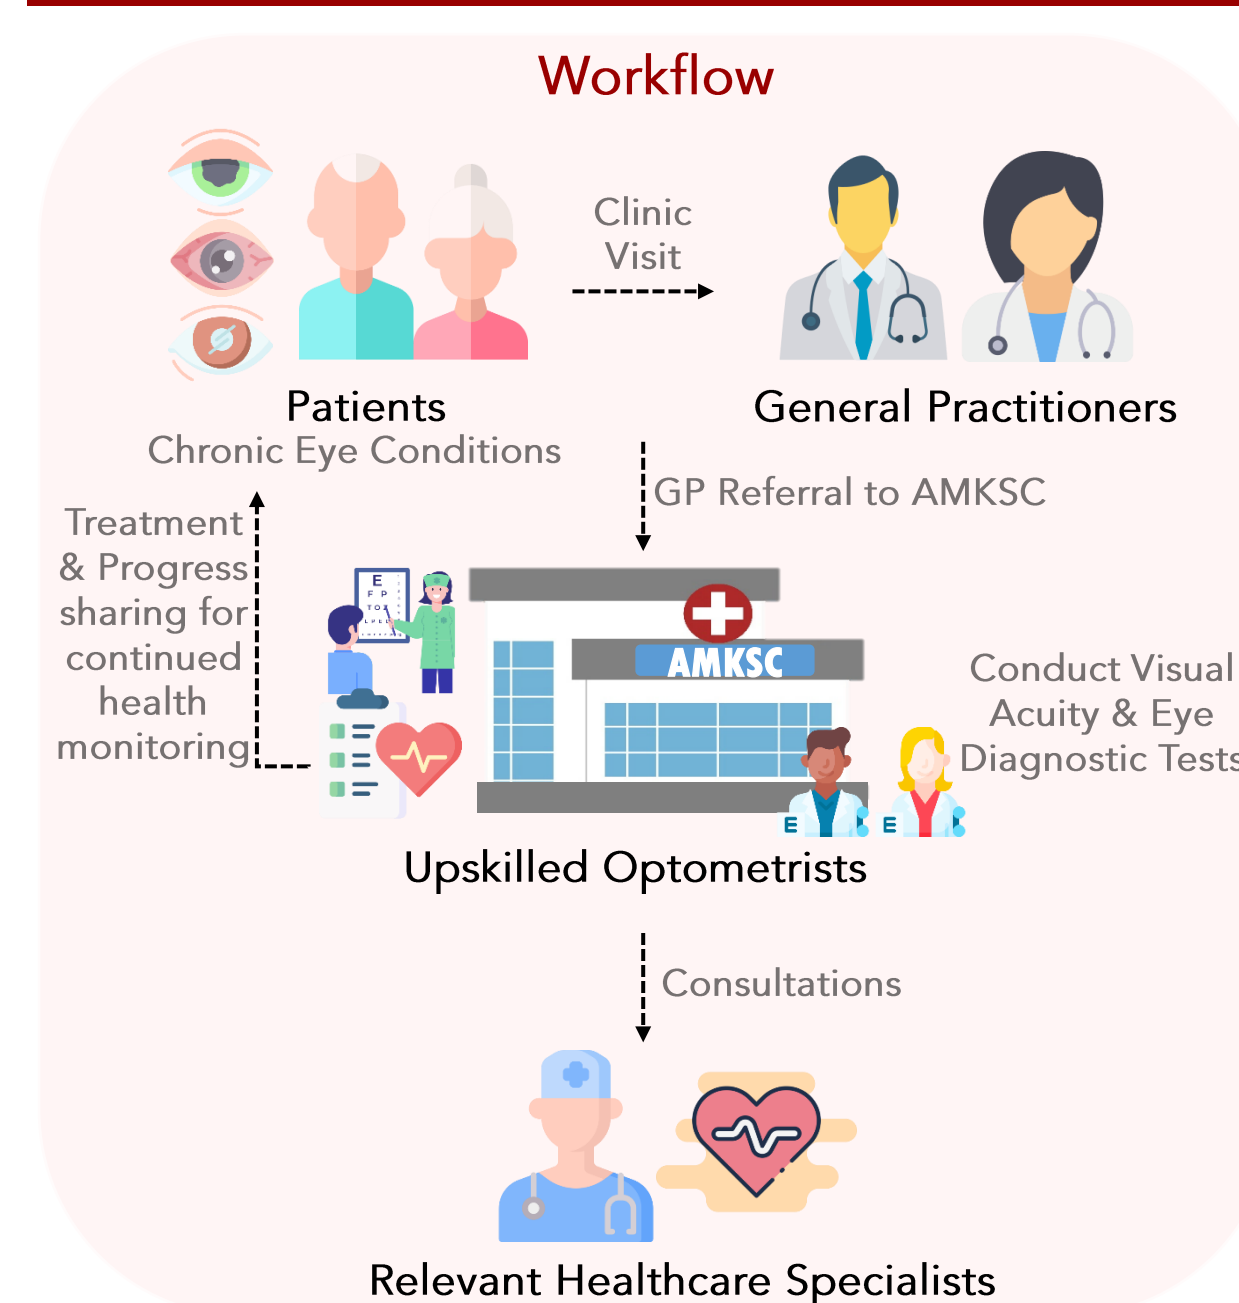 Workflow
Clinic
Visit
Patients
Chronic Eye Conditions
General Practitioners
GP Referral to AMKSC
Treatment
& Progress
sharing for
continued
health
monitoring
E
F P
T O Z
AMKSC
Conduct Visual
Acuity & Eye
Diagnostic Tests
E
E
Upskilled Optometrists
Consultations
Relevant Healthcare Specialists